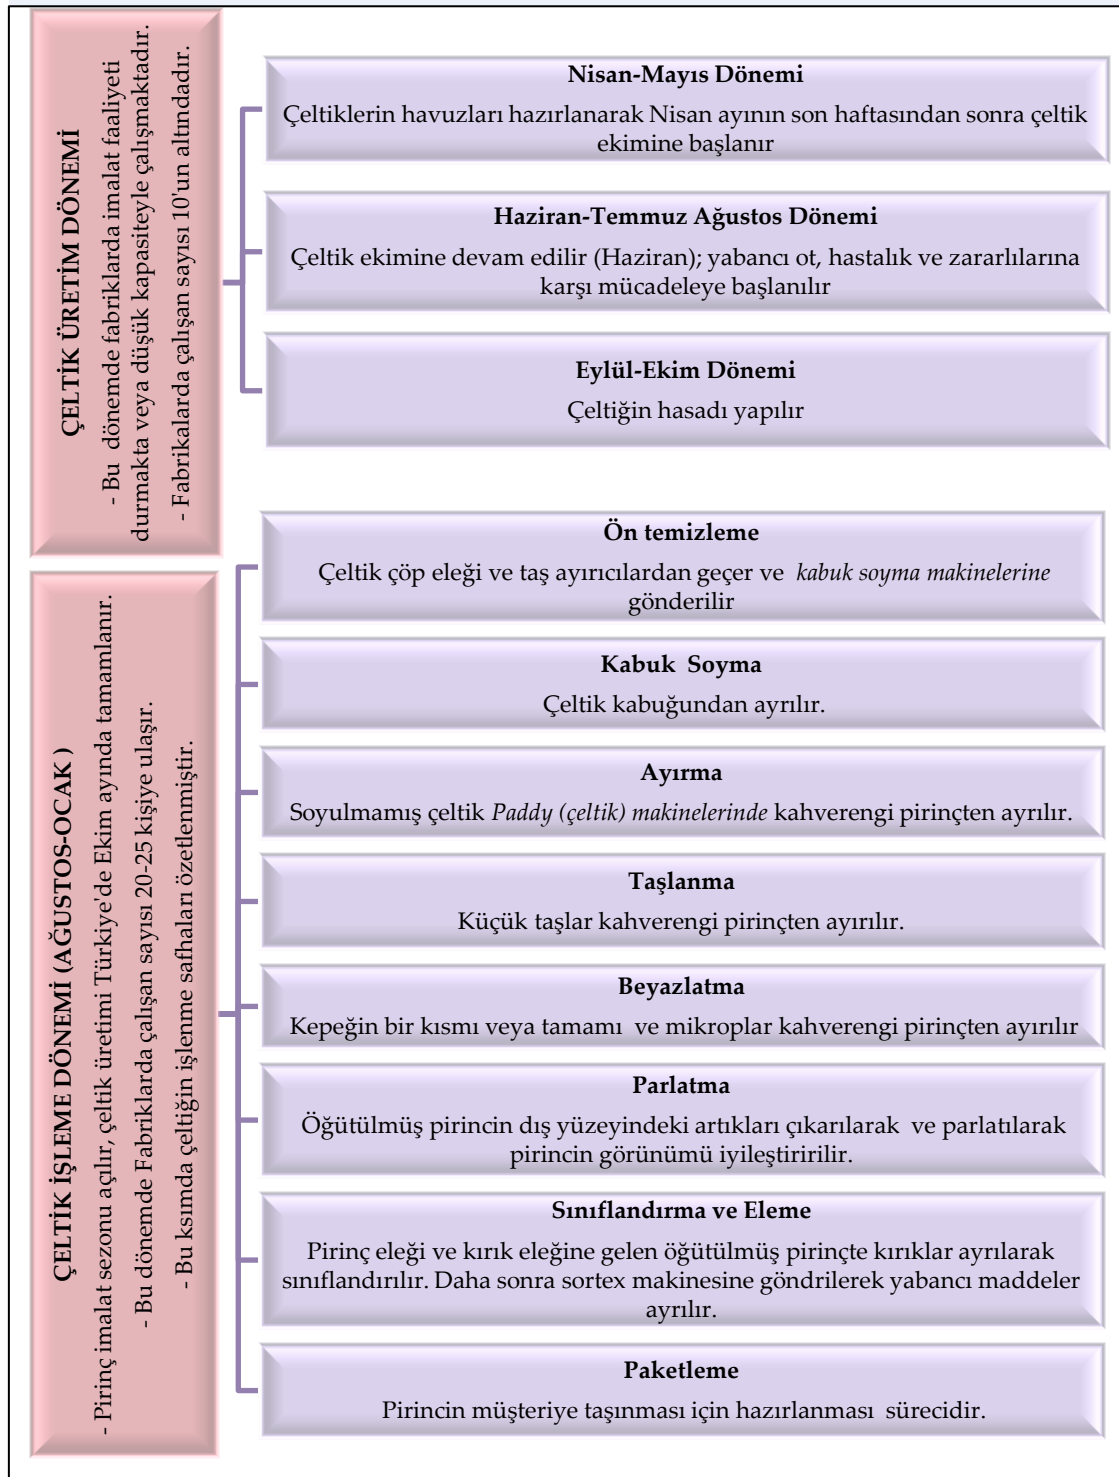 ÇELTİK ÜRETİM DÖNEMİ
- Bu dönemde fabriklarda imalat faaliyeti
durmakta veya düşük kapasiteyle çalışmaktadır.
- Fabrikalarda çalışan sayısı 10'un altındadır.
Nisan-Mayıs Dönemi
Çeltiklerin havuzları hazırlanarak Nisan ayının son haftasından sonra çeltik
ekimine başlanır
Haziran-Temmuz Ağustos Dönemi
Çeltik ekimine devam edilir (Haziran); yabancı ot, hastalık ve zararlılarına
karşı mücadeleye başlanılır
Eylül-Ekim Dönemi
Çeltiğin hasadı yapılır
ÇELTİK İŞLEME DÖNEMİ (AĞUSTOS-OCAK )
- Pirinç imalat sezonu açılır, çeltik üretimi Türkiye'de Ekim ayında tamamlanır.
- Bu dönemde Fabriklarda çalışan sayısı 20-25 kişiye ulaşır.
- Bu ksımda çeltiğin işlenme safhaları özetlenmiştir.
Ön temizleme
Çeltik çöp eleği ve taş ayırıcılardan geçer ve kabuk soyma makinelerine
gönderilir
Kabuk Soyma
Çeltik kabuğundan ayrılır.
Ayırma
Soyulmamış çeltik Paddy (çeltik) makinelerinde kahverengi pirinçten ayrılır.
Taşlanma
Küçük taşlar kahverengi pirinçten ayırılır.
Beyazlatma
Kepeğin bir kısmı veya tamamı ve mikroplar kahverengi pirinçten ayırılır
Parlatma
Öğütülmüş pirincin dış yüzeyindeki artıkları çıkarılarak ve parlatılarak
pirincin görünümü iyileştiririlir.
Sınıflandırma ve Eleme
Pirinç eleği ve kırık eleğine gelen öğütülmüş pirinçte kırıklar ayrılarak
sınıflandırılır. Daha sonra sortex makinesine göndrilerek yabancı maddeler
ayrılır.
Paketleme
Pirincin müşteriye taşınması için hazırlanması sürecidir.